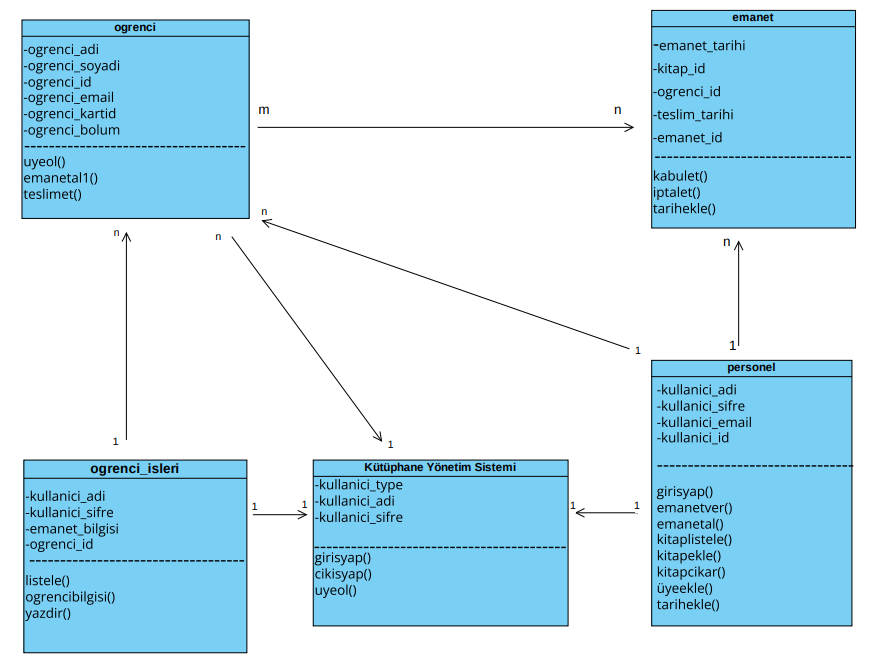 ogrenci
-ogrenci_adi
-ogrenci_soyadi
-ogrenci_id
-ogrenci_email
-ogrenci_kartid
-ogrenci_bolum
uyeol()
emanetal1()
teslimet()
emanet
-emanet_tarihi
-kitap_id
-ogrenci_id
-teslim_tarihi
-emanet_id
kabulet()
iptalet()
tarihekle()
m
n
n
n
n
n
1
1
1
1
personel
-kullanici_adi
-kullanici_sifre
-kullanici_email
-kullanici_id
girisyap()
emanetver()
emanetal()
kitaplistele()
kitapekle()
kitapcikar()
üyeekle()
tarihekle()
ogrenci_isleri
-kullanici_adi
-kullanici_sifre
-emanet_bilgisi
-ogrenci_id
listele()
ogrencibilgisi()
yazdir()
1
1
Kütüphane Yönetim Sistemi
-kullanici_type
-kullanici_adi
-kullanici_sifre
girisyap()
cikisyap()
uyeol()
1
1